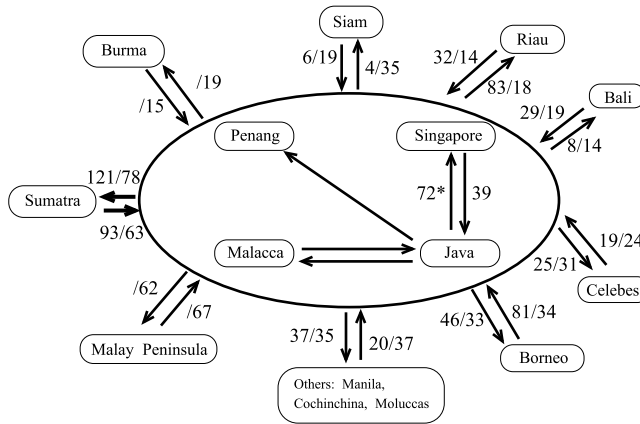 Siam
Burma
Riau
6/19
4/35
32/14
83/18
/19
/15
29/19
Bali
8/14
Penang
Singapore
121/78
Sumatra
93/63
72*
39
19/24
25/31
Malacca
Java
Celebes
/62
/67
81/34
46/33
37/35
20/37
Malay Peninsula
Borneo
Others: Manila,
Cochinchina, Moluccas